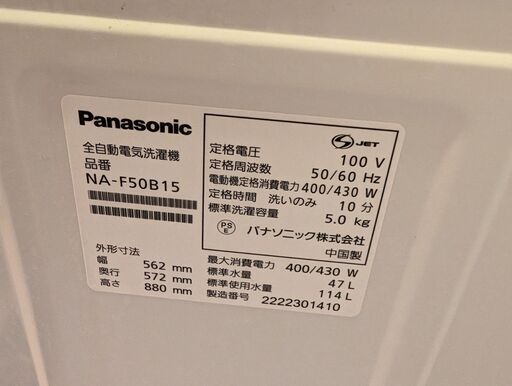 Panasonic
全自動電気洗濯機
品番
NA-F50B15
外形寸法
幅 562 mm
奥行 572 mm
高さ 880 mm
S JET
定格電圧 100 V
定格周波数 50/60 Hz
電動機定格消費電力 400/430 W
定格時間 洗いのみ 10 分
標準洗濯容量 5.0 kg
PS E パナソニック株式会社
中国製
最大消費電力 400/430 W
標準水量 47 L
標準使用水量 114 L
製造番号 2222301410